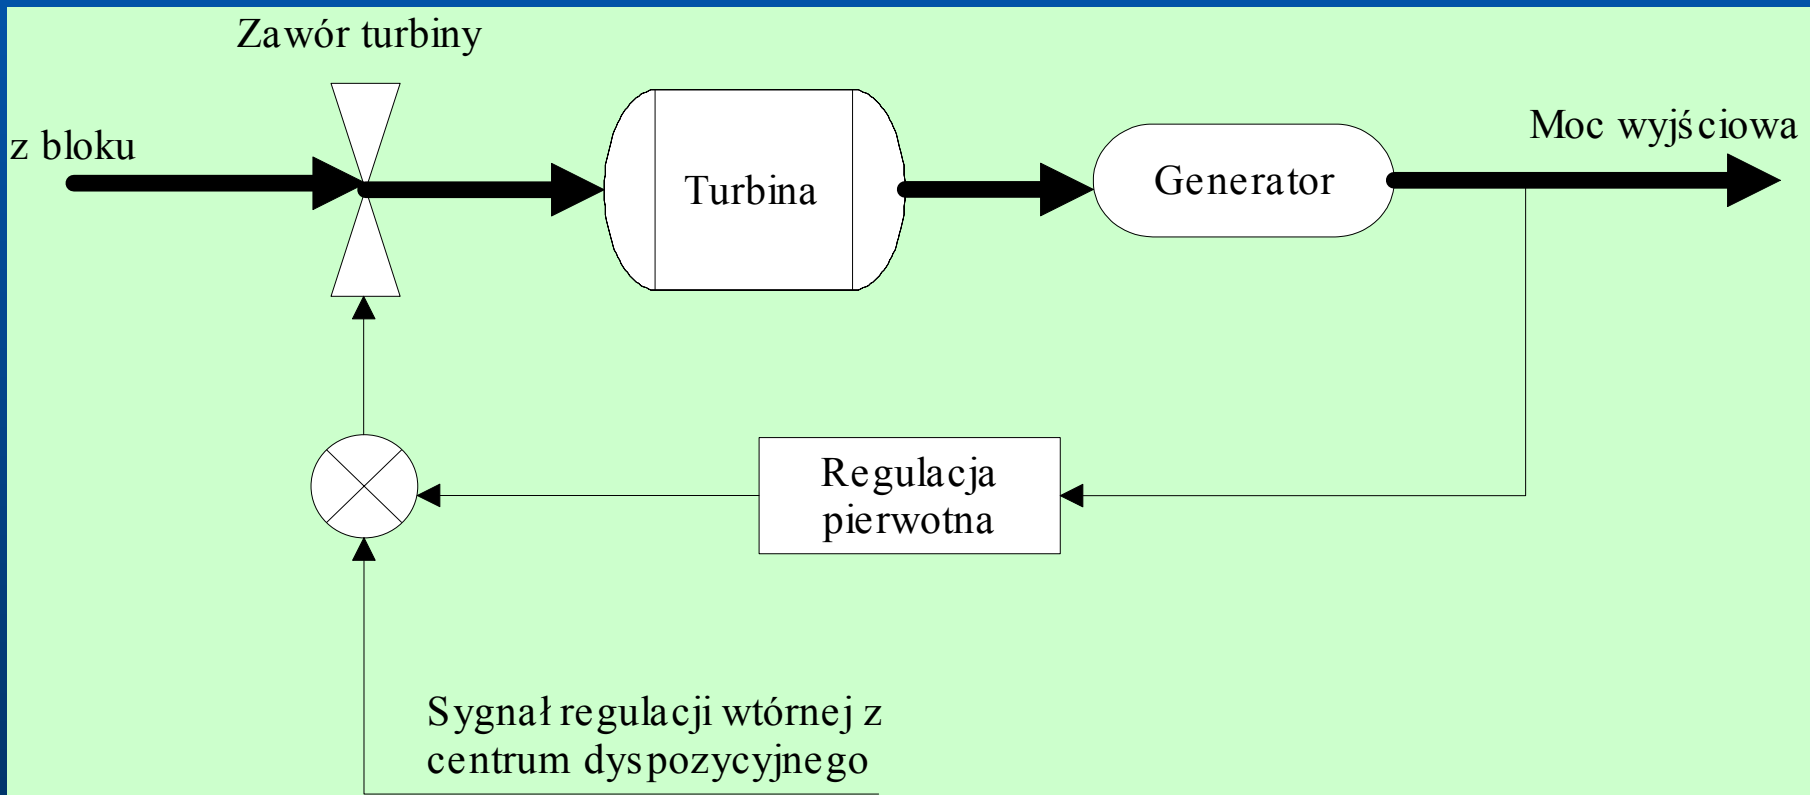 Zawór turbiny
z bloku
Moc wyjściowa
Turbina
Generator
Regulacja
pierwotna
Sygnał regulacji wtórnej z
centrum dyspozycyjnego